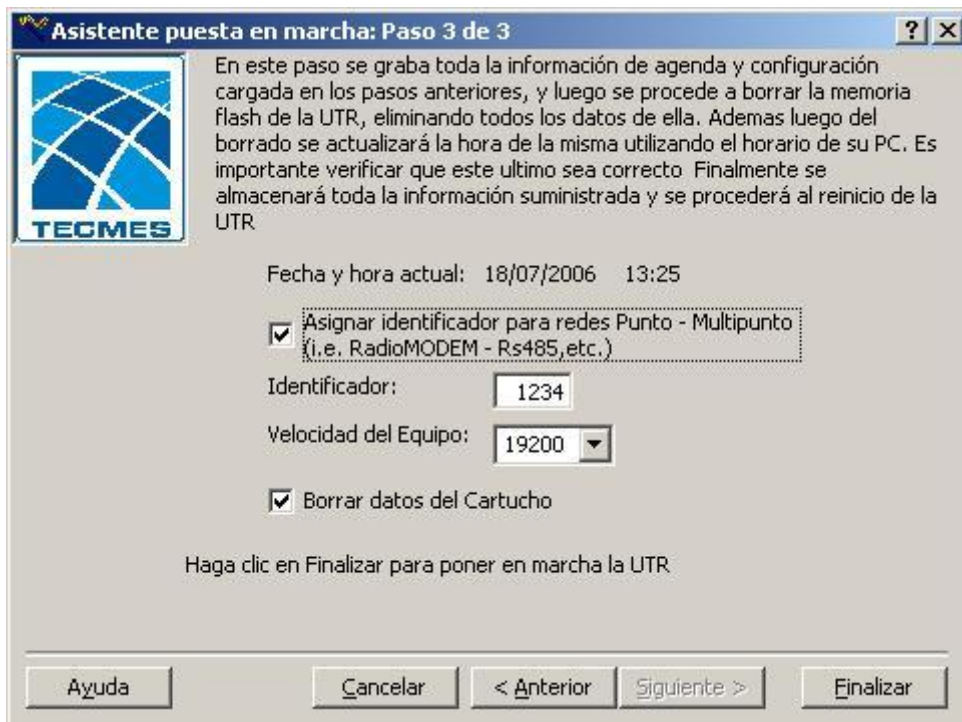 Asistente puesta en marcha: Paso 3 de 3
En este paso se graba toda la información de agenda y configuración
cargada en los pasos anteriores, y luego se procede a borrar la memoria
flash de la UTR, eliminando todos los datos de ella. Ademas luego del
borrado se actualizará la hora de la misma utilizando el horario de su PC. Es
importante verificar que este ultimo sea correcto  Finalmente se
almacenará toda la información suministrada y se procederá al reinicio de la
UTR
TECMES
Fecha y hora actual: 18/07/2006 13:25
Asignar identificador para redes Punto - Multipunto
(i.e. RadioMODEM - Rs485,etc.)
Identificador: 1234
Velocidad del Equipo: 19200
Borrar datos del Cartucho
Haga clic en Finalizar para poner en marcha la UTR
Ayuda Cancelar < Anterior Siguiente > Finalizar